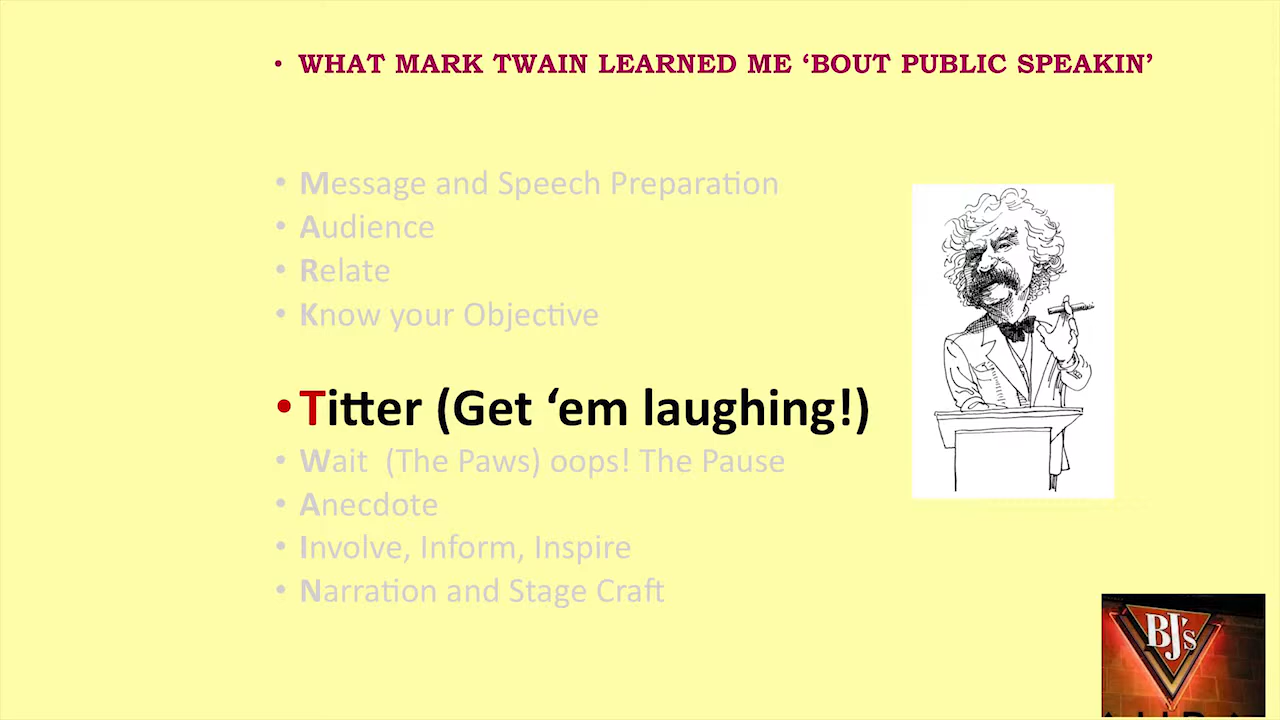 • WHAT MARK TWAIN LEARNED ME ‘BOUT PUBLIC SPEAKIN’
• Message and Speech Preparation
• Audience
• Relate
• Know your Objective
• Titter (Get ‘em laughing!)
• Wait  (The Paws) oops! The Pause
• Anecdote
• Involve, Inform, Inspire
• Narration and Stage Craft
BJ's